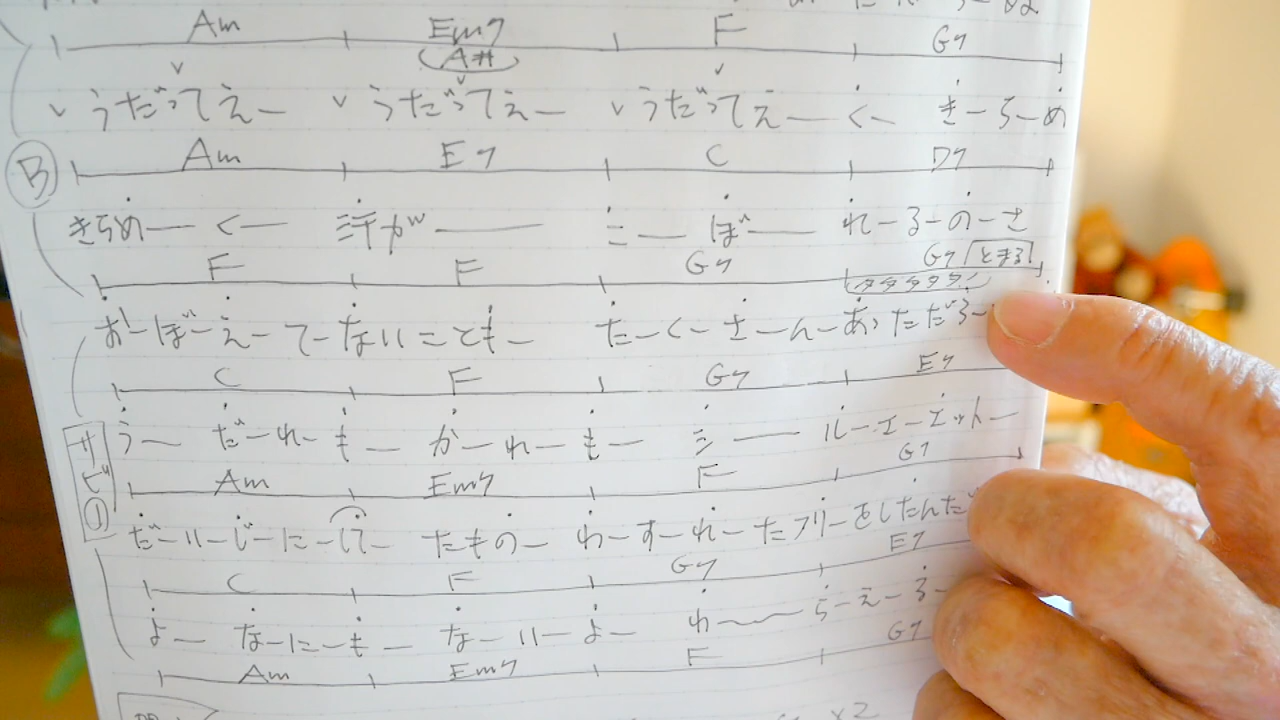 Am Em7 F G7
A#
うだってえー うだってえー うだってえー くー きーらーめ
B Am E7 C D7
きらめー くー 汗が こー ぼー れーるーのーさ
F F G7 G7 とまる
タタタタタ
おーぼーえーてーないことも たーくーさーんーあっただろー
C F G7 E7
サビ① うー だーれーもー かーれーもー シー ルーエーエットー
Am Em7 F G7
だーいーじーにーしてー たものー わーすーれーたフリーをしたんだ
C F G7 E7
よー なーにーもー なーいーよー わー らーえーるー
Am Em7 F G7
×2